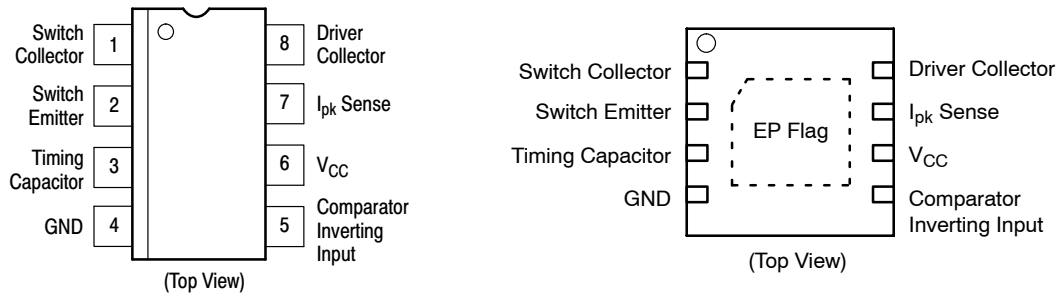 Switch
Collector
1
8
Driver
Collector
Switch
Emitter
2
7
Ipk Sense
Timing
Capacitor
3
6
VCC
GND
4
5
Comparator
Inverting
Input
(Top View)
Switch Collector
Driver Collector
Switch Emitter
Ipk Sense
EP Flag
Timing Capacitor
VCC
GND
Comparator
Inverting Input
(Top View)